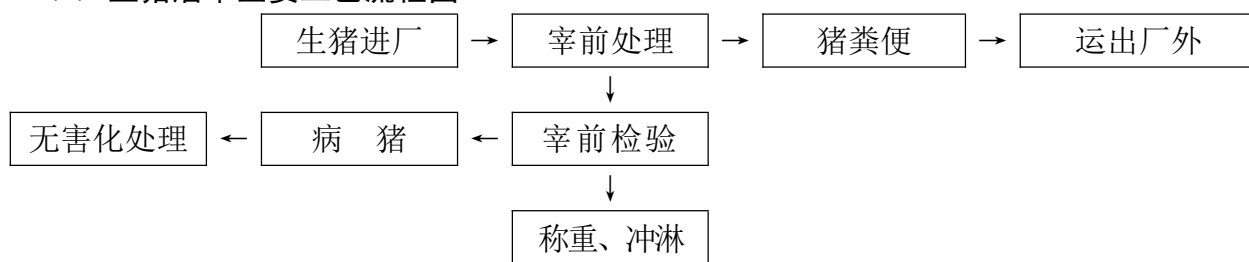 生猪进厂 → 宰前处理 → 猪粪便 → 运出厂外
无害化处理 ← 病 猪 ← 宰前检验
称重、冲淋